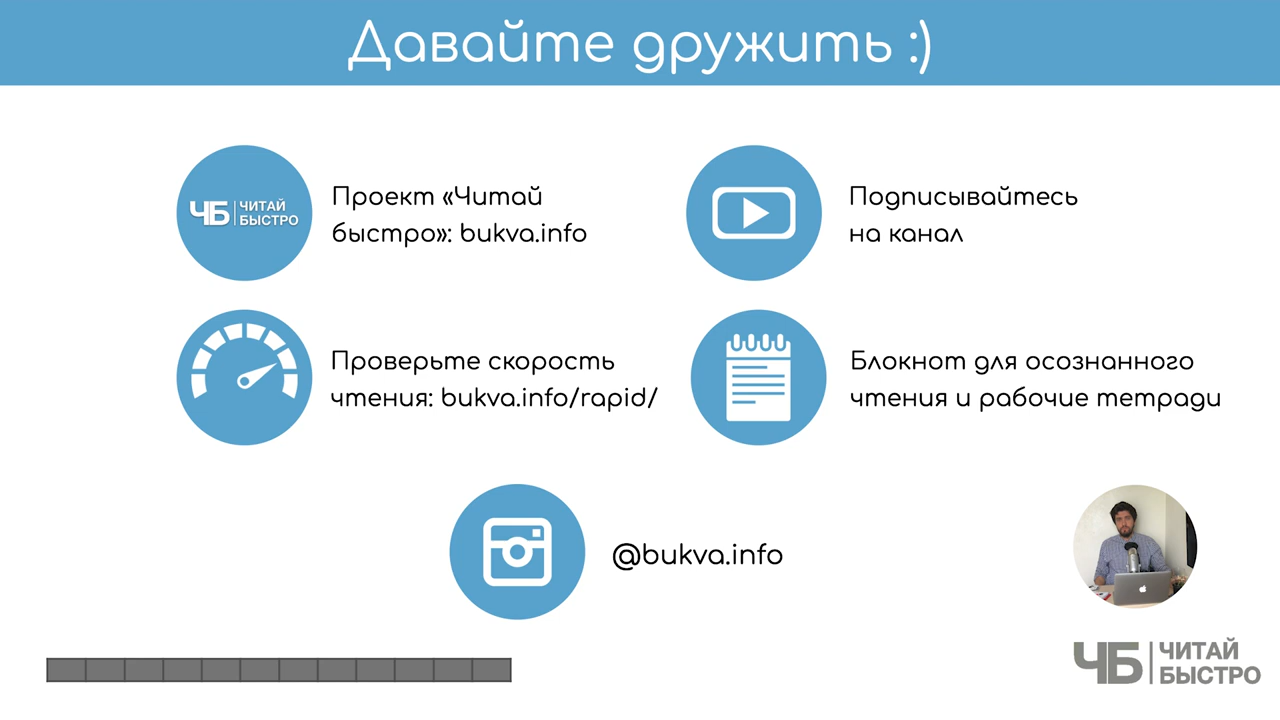 Давайте дружить :)
ЧБ ЧИТАЙ
БЫСТРО
Проект «Читай
быстро»: bukva.info
Подписывайтесь
на канал
Проверьте скорость
чтения: bukva.info/rapid/
Блокнот для осознанного
чтения и рабочие тетради
@bukva.info
ЧБ ЧИТАЙ
БЫСТРО